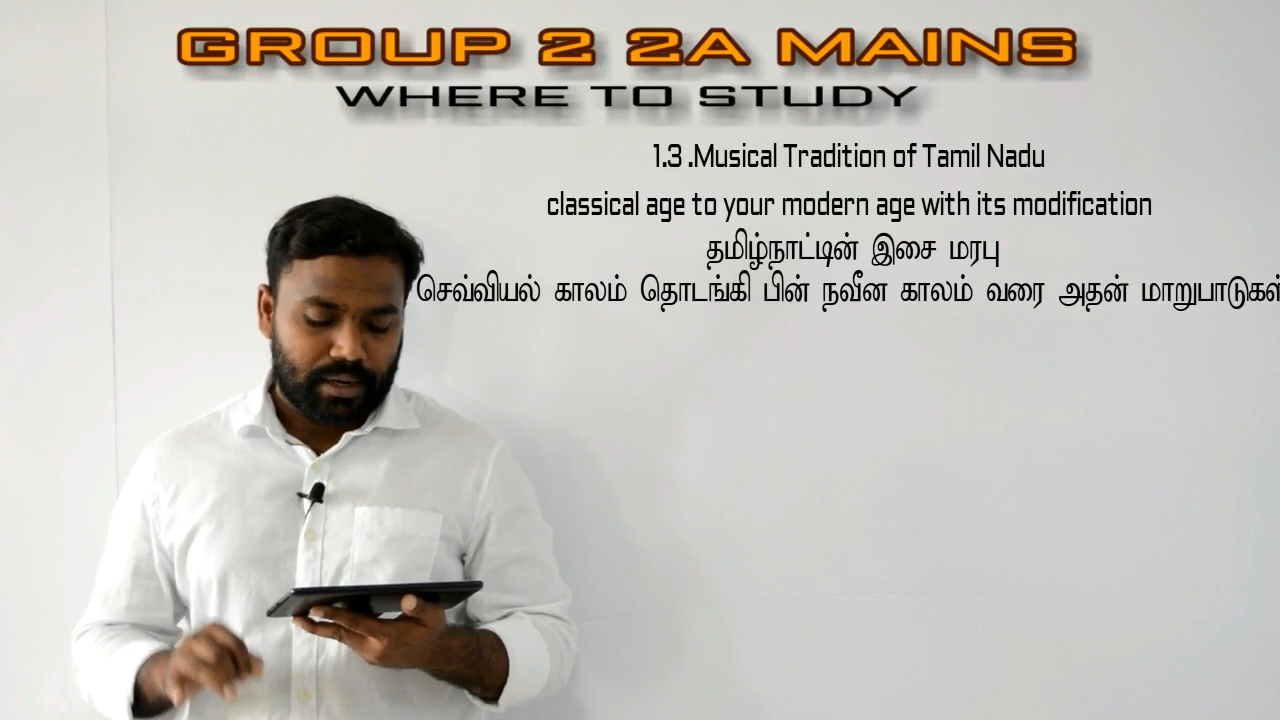 GROUP 2 2A MAINS
WHERE TO STUDY
1.3 .Musical Tradition of Tamil Nadu
classical age to your modern age with its modification
தமிழ்நாட்டின் இசை மரபு
செவ்வியல் காலம் தொடங்கி பின் நவீன காலம் வரை அதன் மாறுபாடுகள்